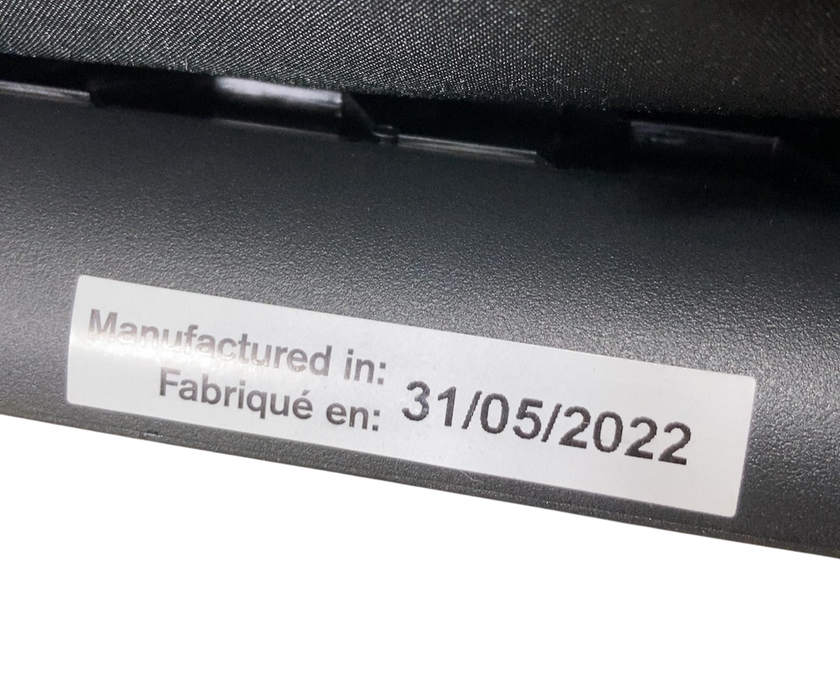 Manufactured in:
Fabriqué en:
31/05/2022